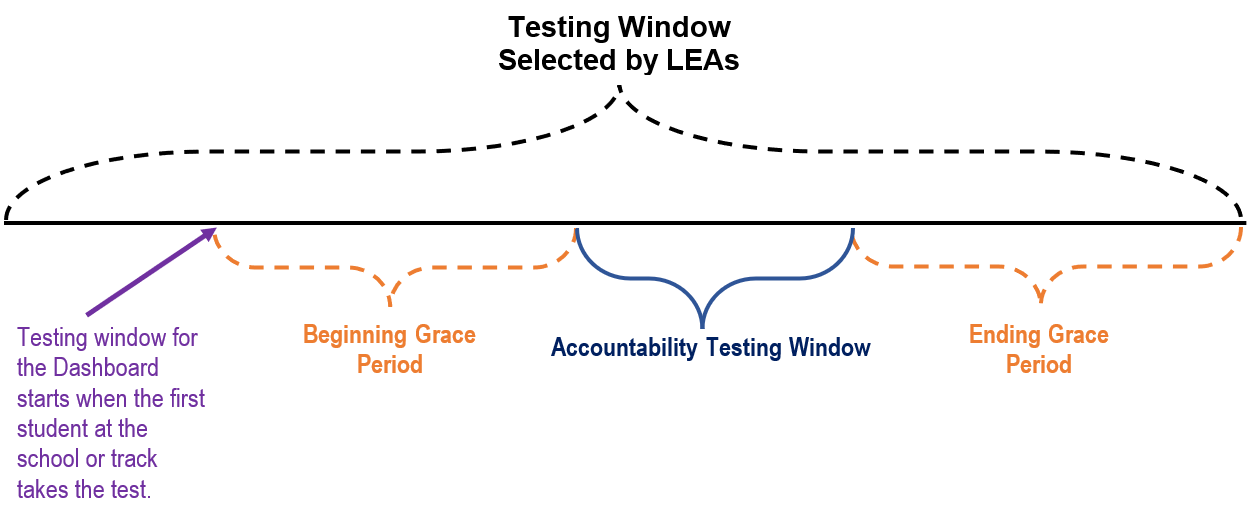 Testing Window
Selected by LEAs
Testing window for
the Dashboard
starts when the first
student at the
school or track
takes the test.
Beginning Grace
Period
Accountability Testing Window
Ending Grace
Period